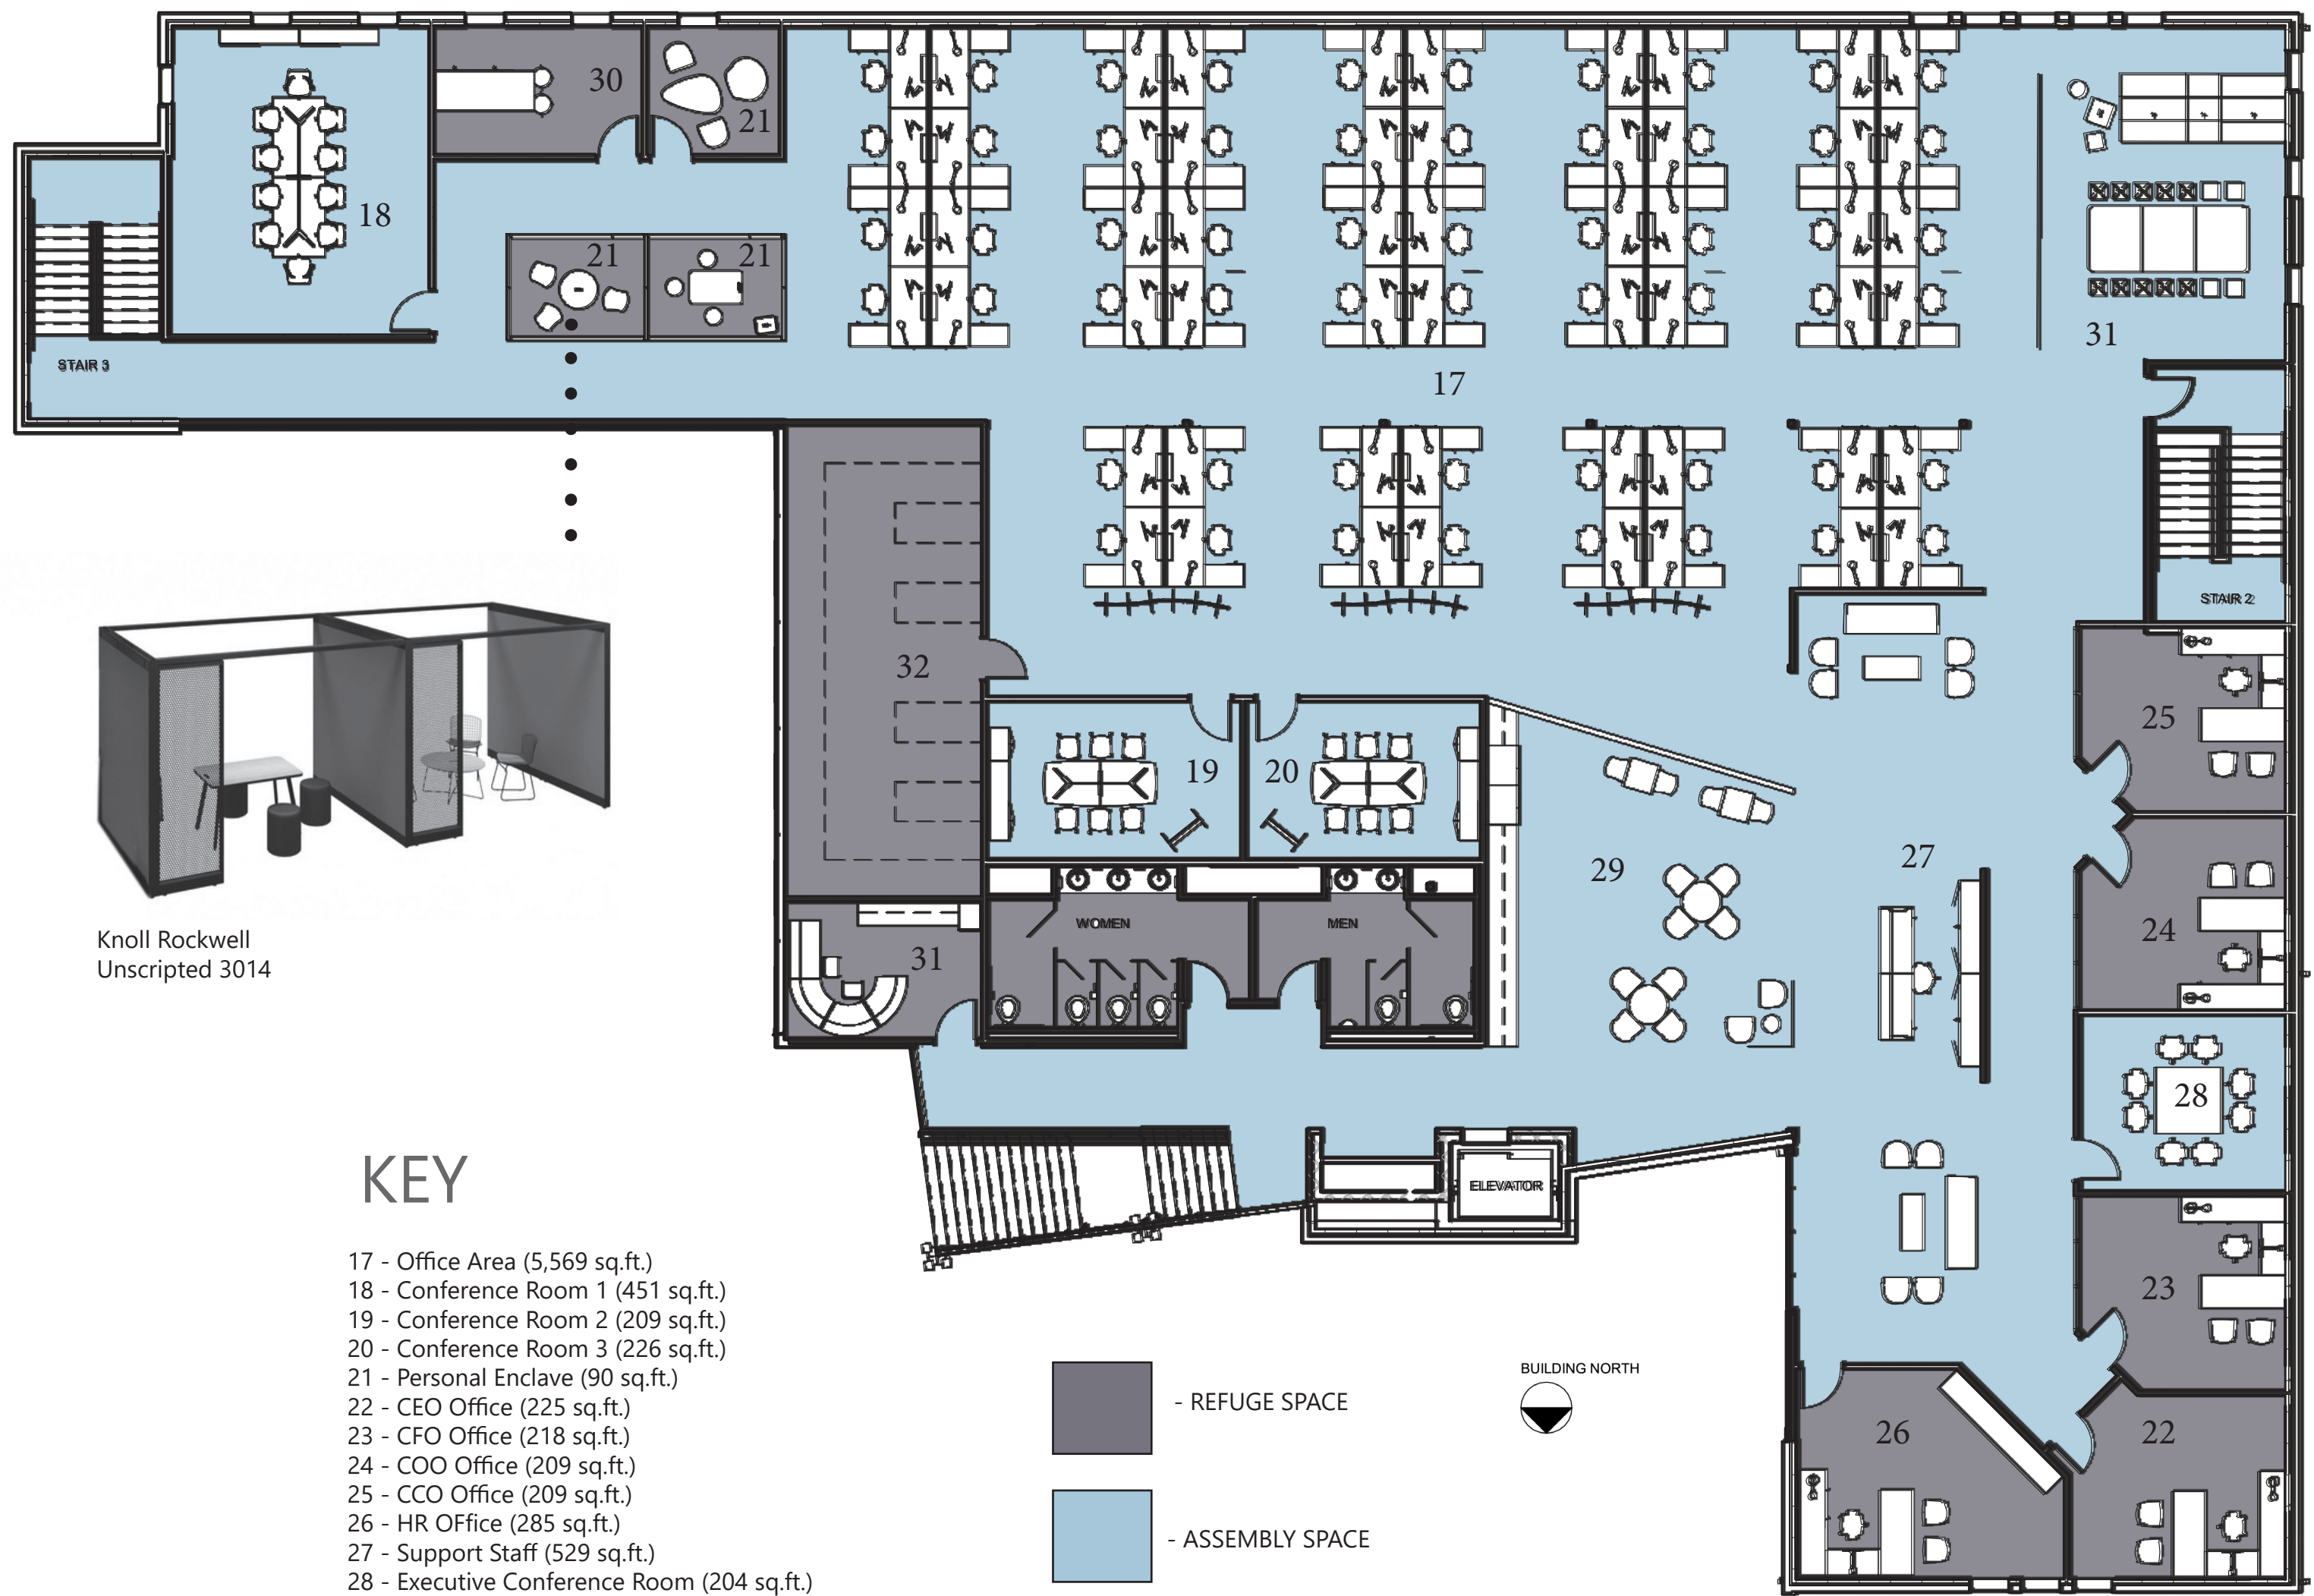 30
21
18
21
21
31
STAIR 3
17
STAIR 2
32
25
19
20
29
27
24
WOMEN
MEN
31
Knoll Rockwell
Unscripted 3014
28
ELEVATOR
23
26
22
KEY
17 - Office Area (5,569 sq.ft.)
18 - Conference Room 1 (451 sq.ft.)
19 - Conference Room 2 (209 sq.ft.)
20 - Conference Room 3 (226 sq.ft.)
21 - Personal Enclave (90 sq.ft.)
22 - CEO Office (225 sq.ft.)
23 - CFO Office (218 sq.ft.)
24 - COO Office (209 sq.ft.)
25 - CCO Office (209 sq.ft.)
26 - HR OFfice (285 sq.ft.)
27 - Support Staff (529 sq.ft.)
28 - Executive Conference Room (204 sq.ft.)
- REFUGE SPACE
- ASSEMBLY SPACE
BUILDING NORTH